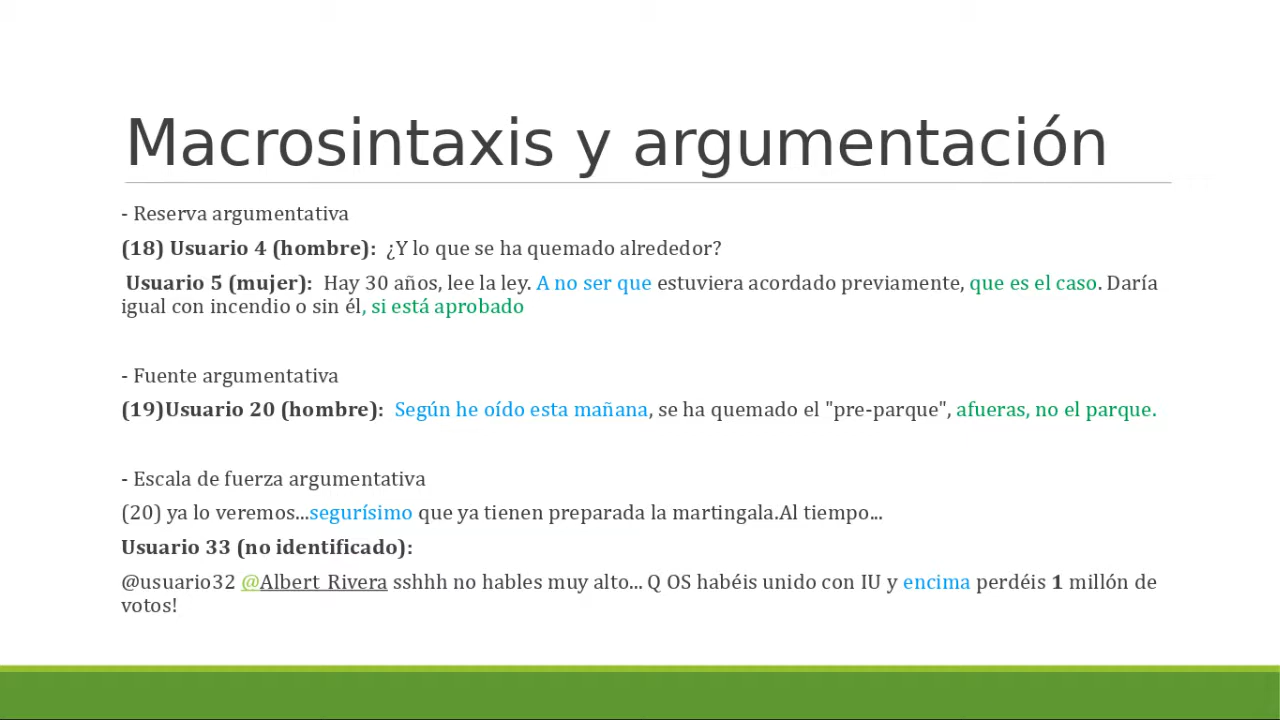 Macrosintaxis y argumentación
- Reserva argumentativa
(18) Usuario 4 (hombre): ¿Y lo que se ha quemado alrededor?
Usuario 5 (mujer): Hay 30 años, lee la ley. A no ser que estuviera acordado previamente, que es el caso. Daría
igual con incendio o sin él, si está aprobado
- Fuente argumentativa
(19)Usuario 20 (hombre): Según he oído esta mañana, se ha quemado el "pre-parque", afueras, no el parque.
- Escala de fuerza argumentativa
(20) ya lo veremos...segurísimo que ya tienen preparada la martingala.Al tiempo...
Usuario 33 (no identificado):
@usuario32 @Albert_Rivera sshhh no hables muy alto... Q OS habéis unido con IU y encima perdéis 1 millón de
votos!